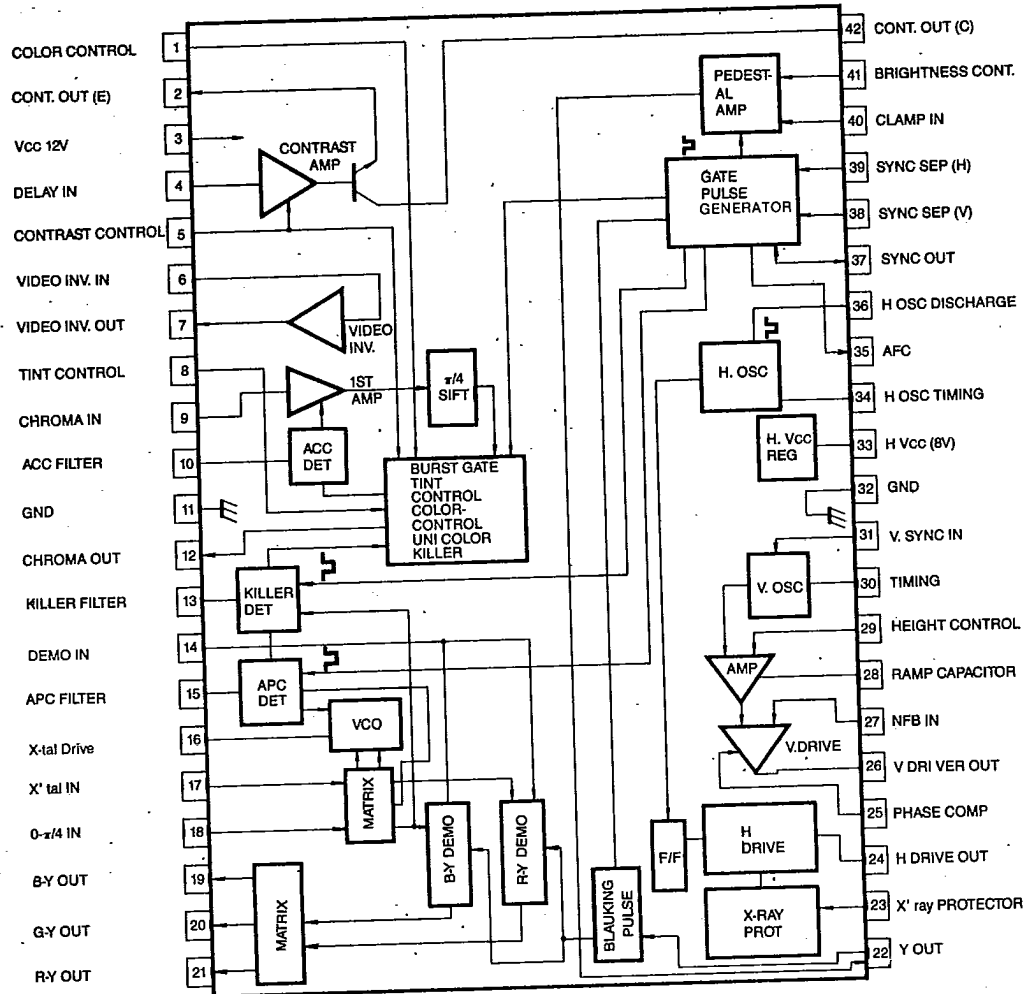 COLOR CONTROL 1
CONT. OUT (E) 2
Vcc 12V 3
DELAY IN 4
CONTRAST CONTROL 5
VIDEO INV. IN 6
VIDEO INV. OUT 7
TINT CONTROL 8
CHROMA IN 9
ACC FILTER 10
GND 11
CHROMA OUT 12
KILLER FILTER 13
DEMO IN 14
APC FILTER 15
X-tal Drive 16
X' tal IN 17
0-π/4 IN 18
B-Y OUT 19
G-Y OUT 20
R-Y OUT 21
CONTRAST
AMP
VIDEO
INV.
1ST
AMP
π/4
SIFT
ACC
DET
BURST GATE
TINT
CONTROL
COLOR-
CONTROL
UNI COLOR
KILLER
KILLER
DET
APC
DET
VCO
MATRIX
B-Y DEMO
R-Y DEMO
MATRIX
BLAUKING
PULSE
PEDEST-
AL
AMP
GATE
PULSE
GENERATOR
H. OSC
H. Vcc
REG
V. OSC
AMP
V.DRIVE
F/F
H
DRIVE
X-RAY
PROT
42 CONT. OUT (C)
41 BRIGHTNESS CONT.
40 CLAMP IN
39 SYNC SEP (H)
38 SYNC SEP (V)
37 SYNC OUT
36 H OSC DISCHARGE
35 AFC
34 H OSC TIMING
33 H Vcc (8V)
32 GND
31 V. SYNC IN
30 TIMING
29 HEIGHT CONTROL
28 RAMP CAPACITOR
27 NFB IN
26 V DRIVER OUT
25 PHASE COMP
24 H DRIVE OUT
23 X' ray PROTECTOR
22 Y OUT